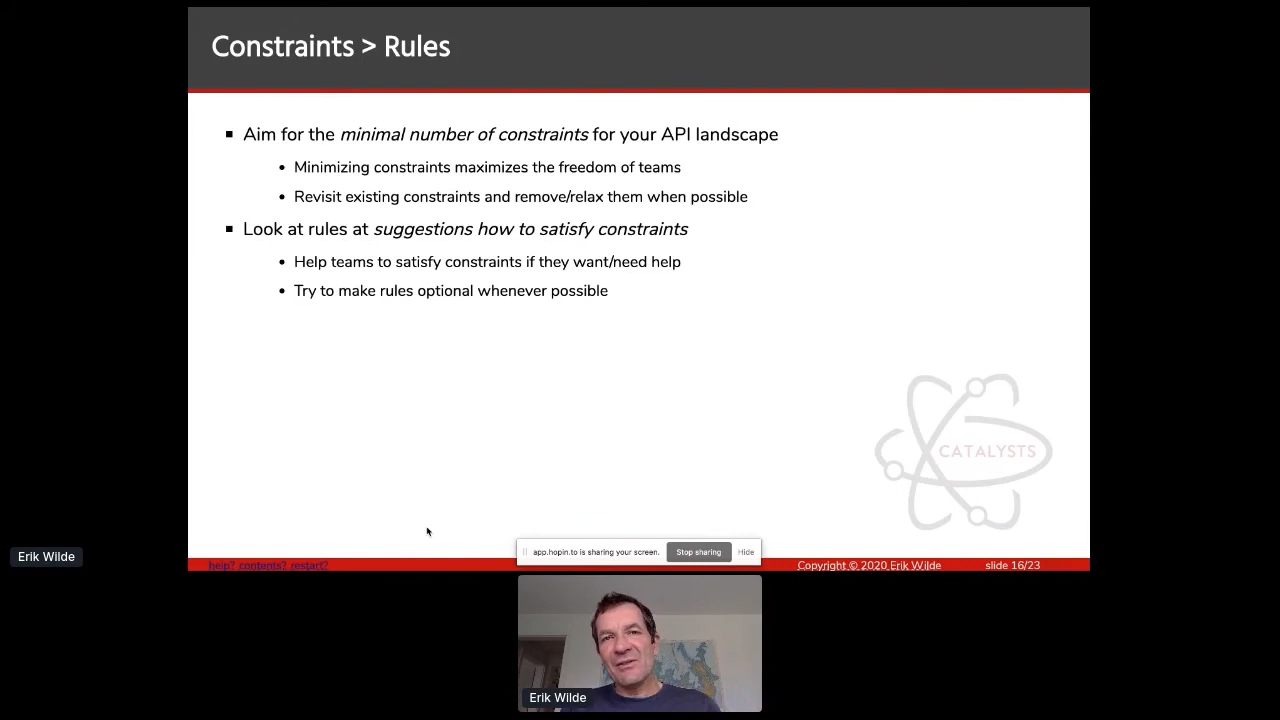 Constraints > Rules
Aim for the minimal number of constraints for your API landscape
Minimizing constraints maximizes the freedom of teams
Revisit existing constraints and remove/relax them when possible
Look at rules at suggestions how to satisfy constraints
Help teams to satisfy constraints if they want/need help
Try to make rules optional whenever possible
CATALYSTS
app.hopin.to is sharing your screen. Stop sharing Hide
Erik Wilde
help? contents? restart? Copyright © 2020 Erik Wilde slide 16/23
Erik Wilde